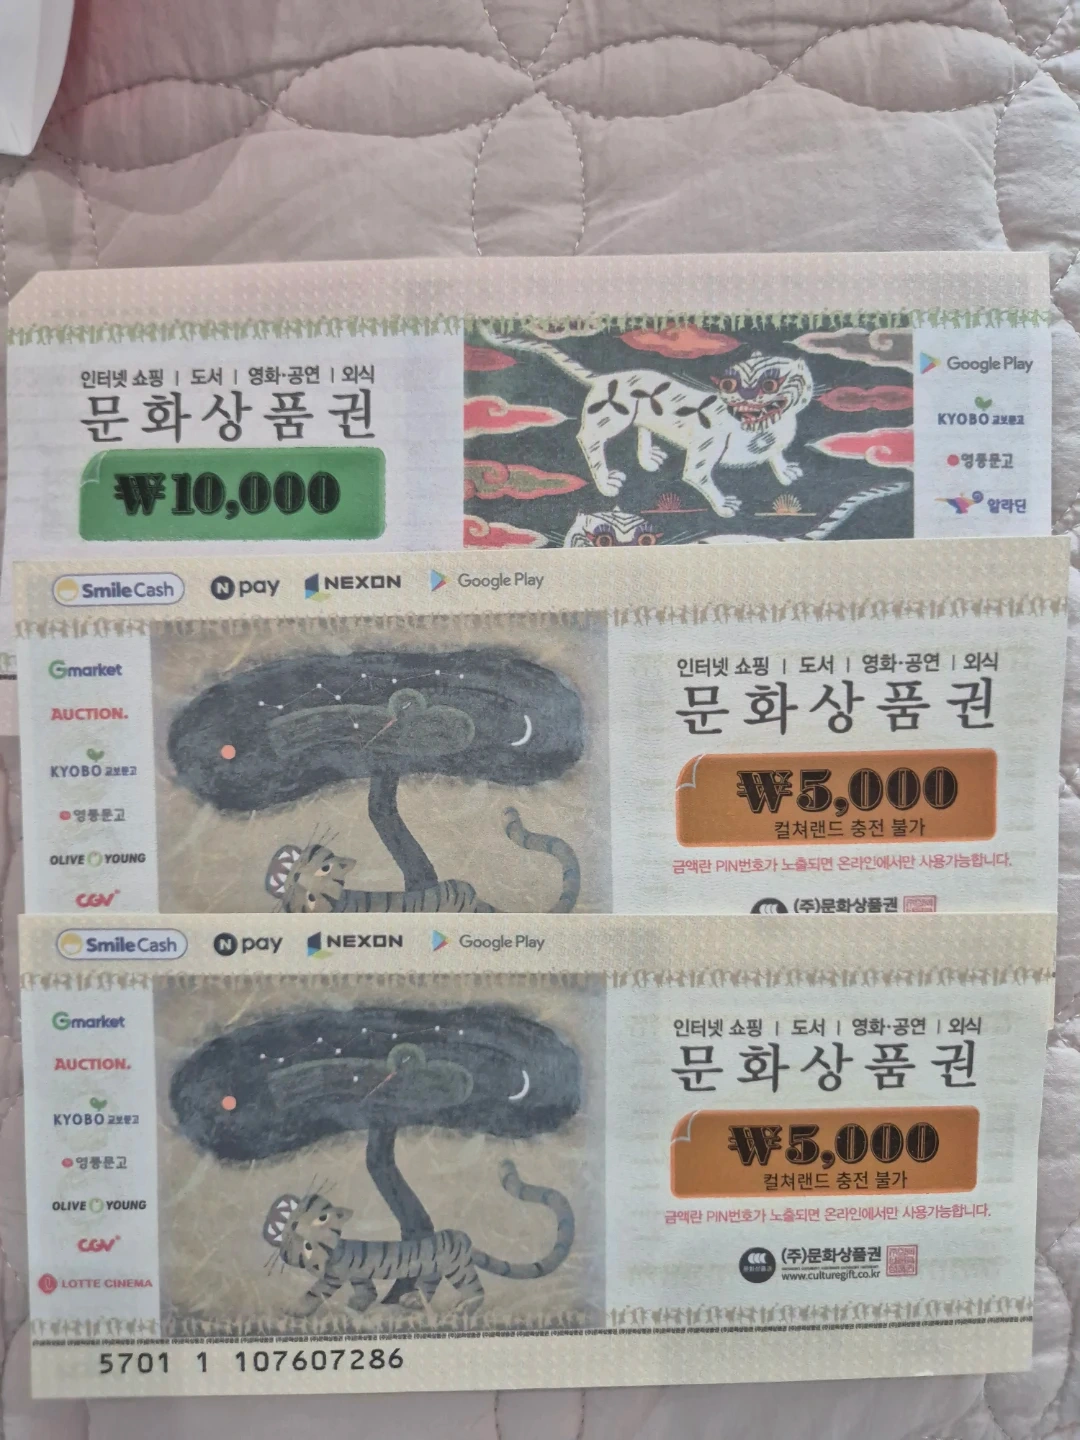 인터넷 쇼핑 | 도서 | 영화·공연 | 외식
문화상품권
₩10,000
Google Play
KYOBO 교보문고
영풍문고
알라딘
Smile Cash N pay NEXON Google Play
Gmarket
AUCTION.
KYOBO 교보문고
영풍문고
OLIVE YOUNG
CGV
인터넷 쇼핑 | 도서 | 영화·공연 | 외식
문화상품권
₩5,000
컬쳐랜드 충전 불가
금액란 PIN번호가 노출되면 온라인에서만 사용가능합니다.
(주)문화상품권
Smile Cash N pay NEXON Google Play
Gmarket
AUCTION.
KYOBO 교보문고
영풍문고
OLIVE YOUNG
CGV
LOTTE CINEMA
인터넷 쇼핑 | 도서 | 영화·공연 | 외식
문화상품권
₩5,000
컬쳐랜드 충전 불가
금액란 PIN번호가 노출되면 온라인에서만 사용가능합니다.
문화상품권
(주)문화상품권
www.culturegift.co.kr
5701 1 107607286